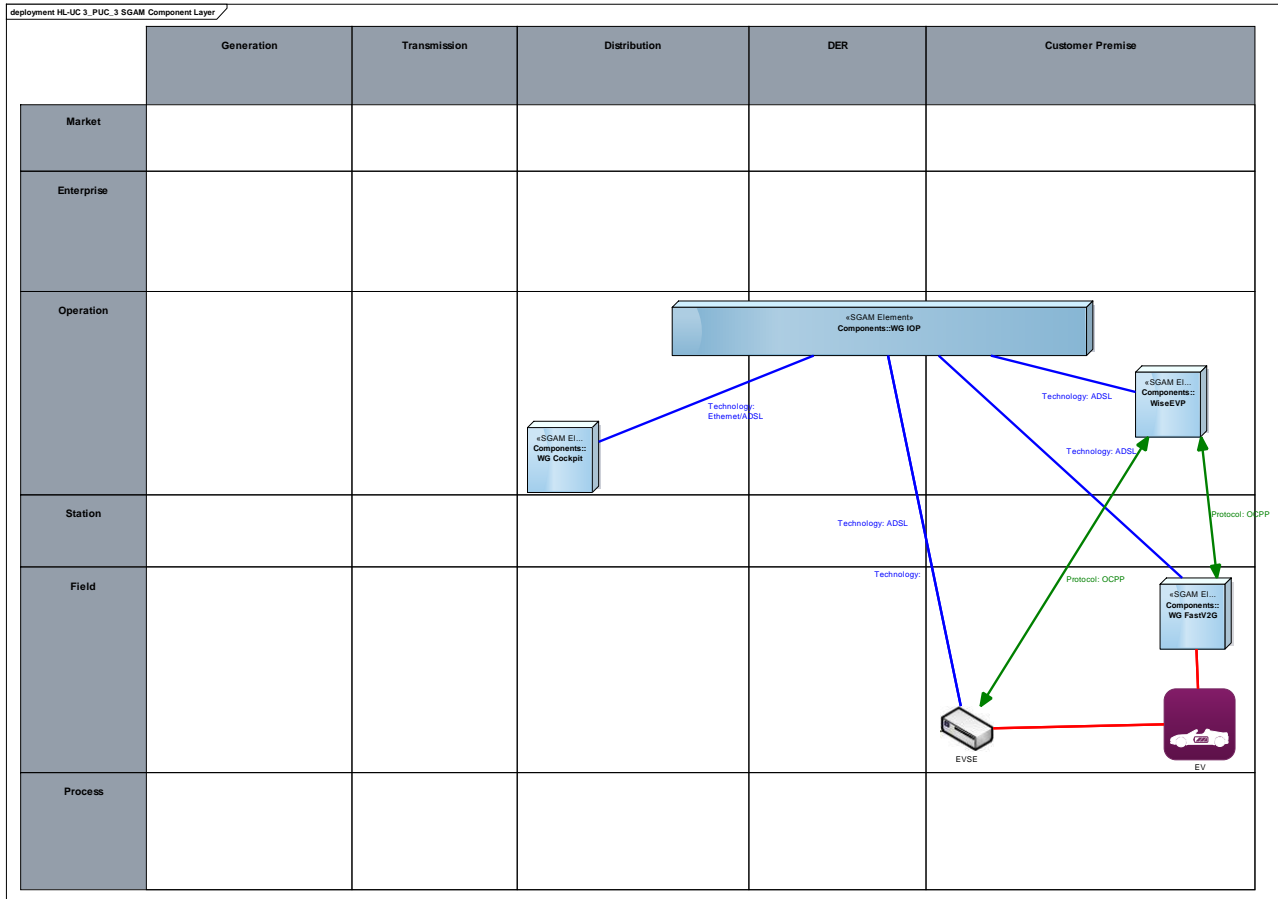 deployment HL-UC 3_PUC_3 SGAM Component Layer
Generation
Transmission
Distribution
DER
Customer Premise
Market
Enterprise
Operation
«SGAM Element»
Components::WG IOP
«SGAM El...
Components::
WiseEVP
Technology: ADSL
Technology:
Ethernet/ADSL
«SGAM El...
Components::
WG Cockpit
Technology: ADSL
Station
Protocol: OCPP
Technology: ADSL
Field
Technology:
Protocol: OCPP
«SGAM El...
Components::
WG FastV2G
EVSE
EV
Process